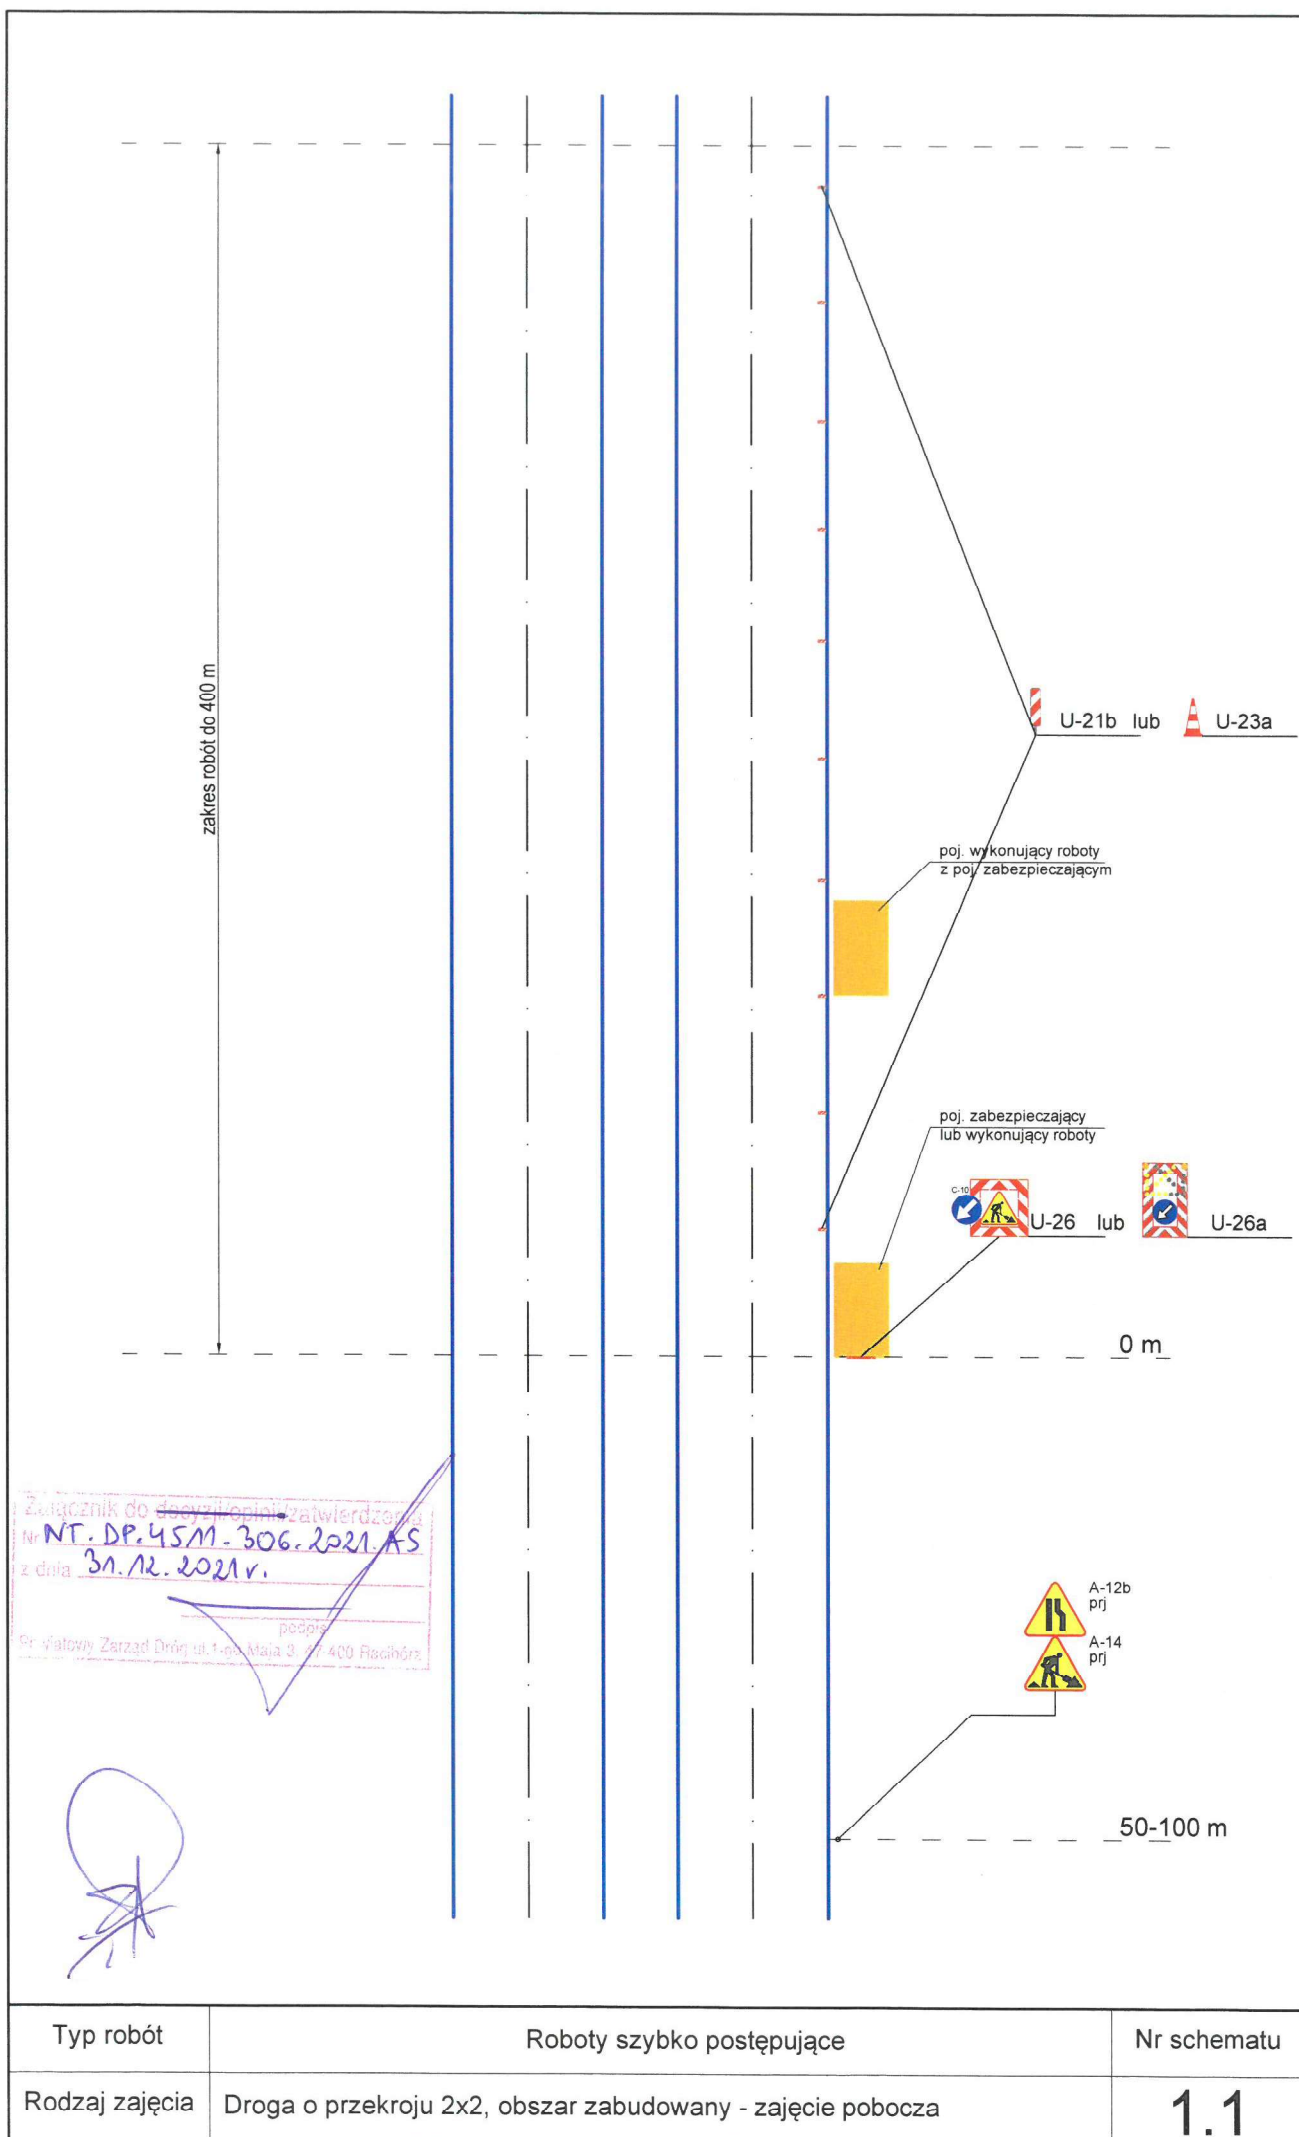 zakres robót do 400 m
U-21b lub U-23a
poj. wykonujący roboty
z poj. zabezpieczającym
poj. zabezpieczający
lub wykonujący roboty
C-10
U-26 lub U-26a
0 m
Załącznik do decyzji/opinii/zatwierdzenia
Nr NT.DP.4511-306.2021.AS
z dnia 31.12.2021r.
podpis
Powiatowy Zarząd Dróg ul.1-go Maja 3, 47-400 Racibórz
A-12b
prj
A-14
prj
50-100 m
Typ robót
Roboty szybko postępujące
Nr schematu
Rodzaj zajęcia
Droga o przekroju 2x2, obszar zabudowany - zajęcie pobocza
1.1